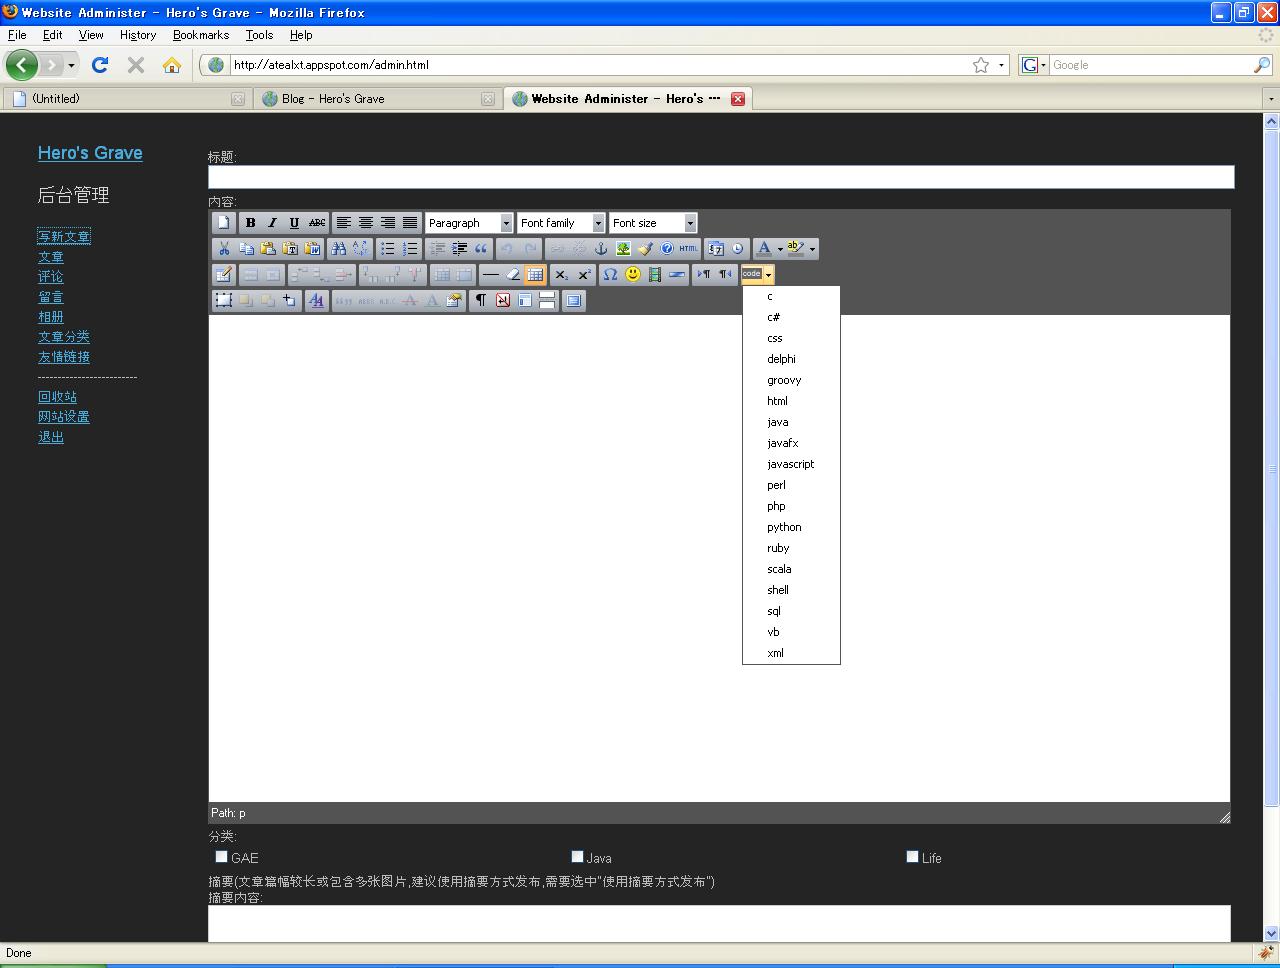 Website Administer - Hero's Grave - Mozilla Firefox
File Edit View History Bookmarks Tools Help
http://atealxt.appspot.com/admin.html Google
(Untitled) Blog - Hero's Grave Website Administer - Hero's ···
Hero's Grave
后台管理
写新文章
文章
评论
留言
相册
文章分类
友情链接
--------------------------
回收站
网站设置
退出
标题:
内容:
B I U ABC Paragraph Font family Font size
HTML
code
c
c#
css
delphi
groovy
html
java
javafx
javascript
perl
php
python
ruby
scala
shell
sql
vb
xml
Path: p
分类:
GAE Java Life
摘要(文章篇幅较长或包含多张图片,建议使用摘要方式发布,需要选中"使用摘要方式发布")
摘要内容:
Done